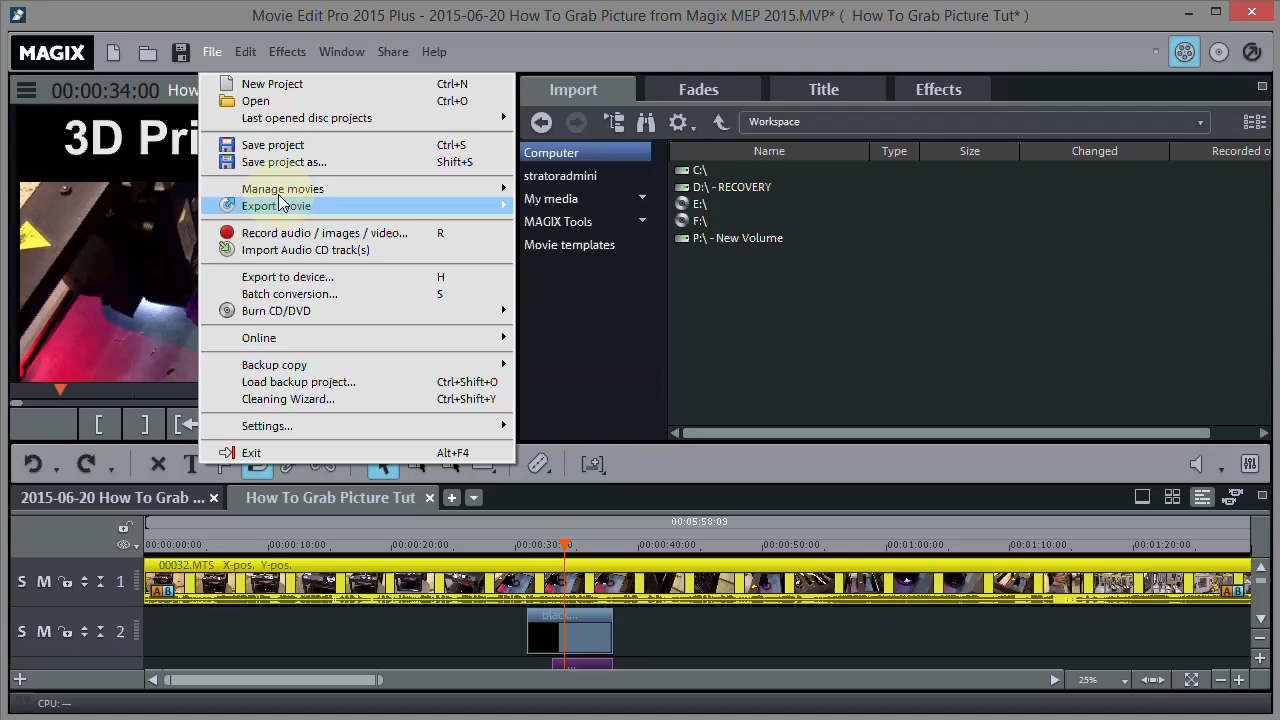 Movie Edit Pro 2015 Plus - 2015-06-20 How To Grab Picture from Magix MEP 2015.MVP* ( How To Grab Picture Tut* )
MAGIX File Edit Effects Window Share Help
00:00:34:00 How
3D Pri
New Project Ctrl+N
Open Ctrl+O
Last opened disc projects
Save project Ctrl+S
Save project as... Shift+S
Manage movies
Export movie
Record audio / images / video... R
Import Audio CD track(s)
Export to device... H
Batch conversion... S
Burn CD/DVD
Online
Backup copy
Load backup project... Ctrl+Shift+O
Cleaning Wizard... Ctrl+Shift+Y
Settings...
Exit Alt+F4
Import Fades Title Effects
Workspace
Computer
stratoradmini
My media
MAGIX Tools
Movie templates
Name Type Size Changed Recorded o
C:\
D:\ - RECOVERY
E:\
F:\
P:\ - New Volume
2015-06-20 How To Grab ... How To Grab Picture Tut
00:05:58:09
00:00:00:00 00:00:10:00 00:00:20:00 00:00:30: 00:00:40:00 00:00:50:00 00:01:00:00 00:01:10:00 00:01:20:00
00032.MTS X-pos. Y-pos.
S M 1
AB AB
Black...
S M 2
...
25%
CPU: —